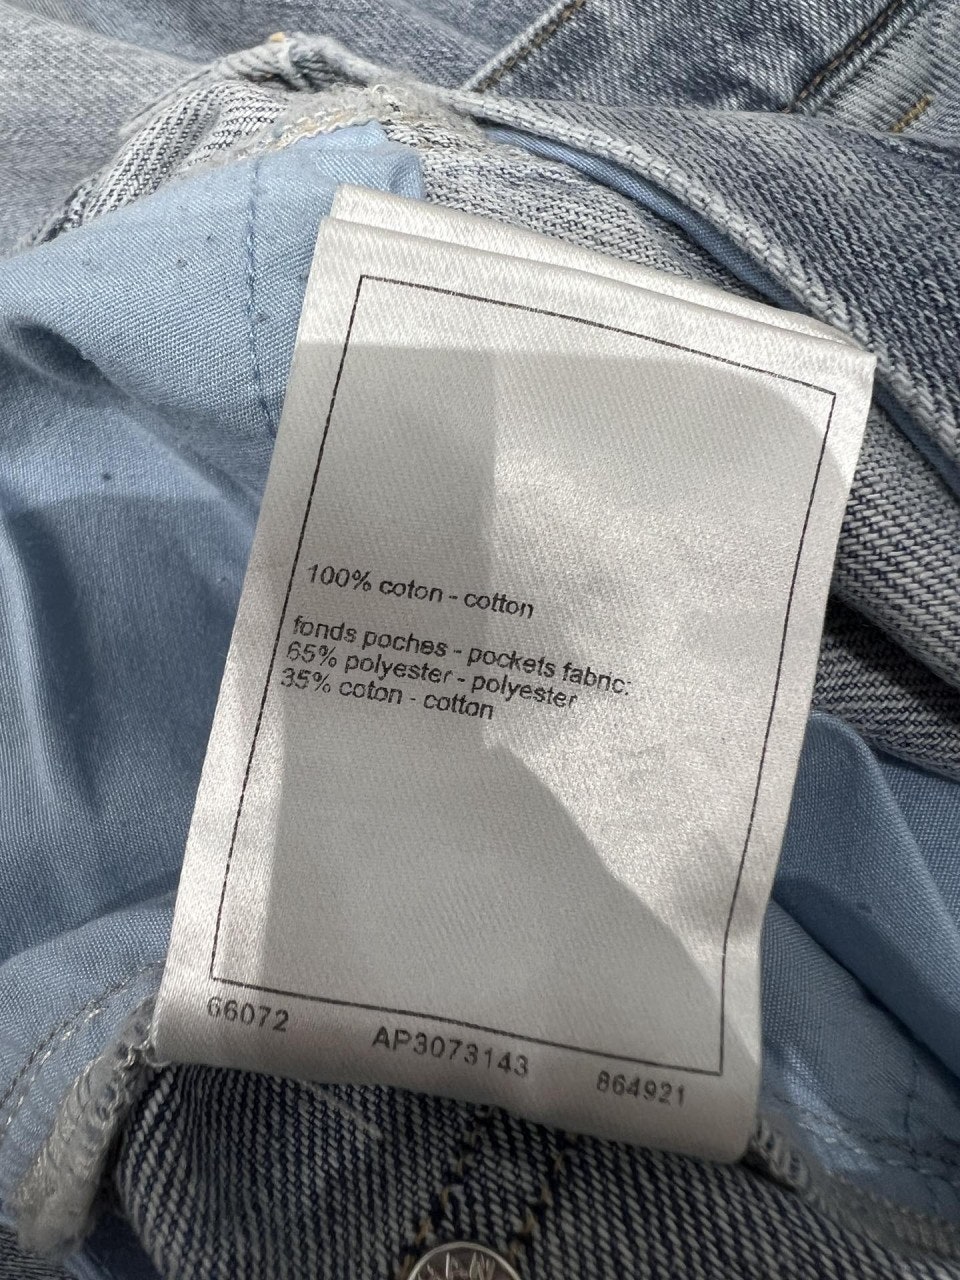 100% coton - cotton
fonds poches - pockets fabric:
65% polyester - polyester
35% coton - cotton
66072 AP3073143 864921